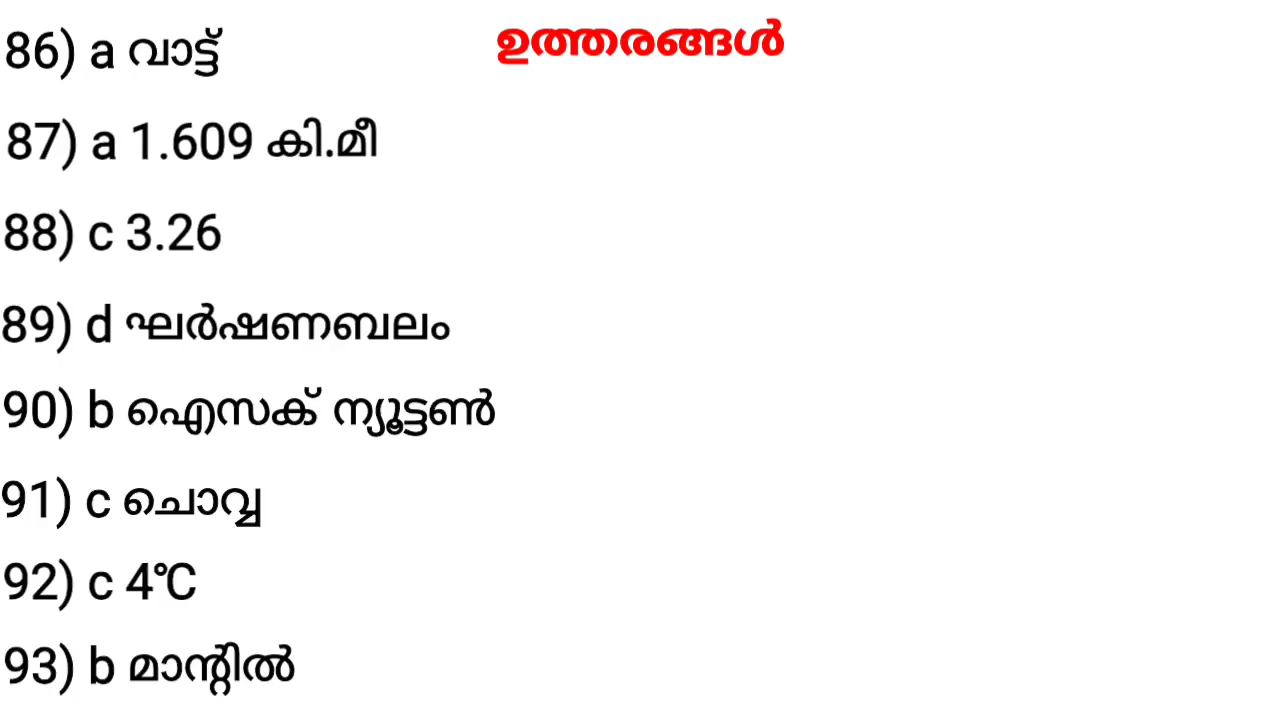 ഉത്തരങ്ങൾ
86) a വാട്ട്
87) a 1.609 കി.മീ
88) c 3.26
89) d ഘർഷണബലം
90) b ഐസക് ന്യൂട്ടൺ
91) c ചൊവ്വ
92) c 4℃
93) b മാന്റിൽ